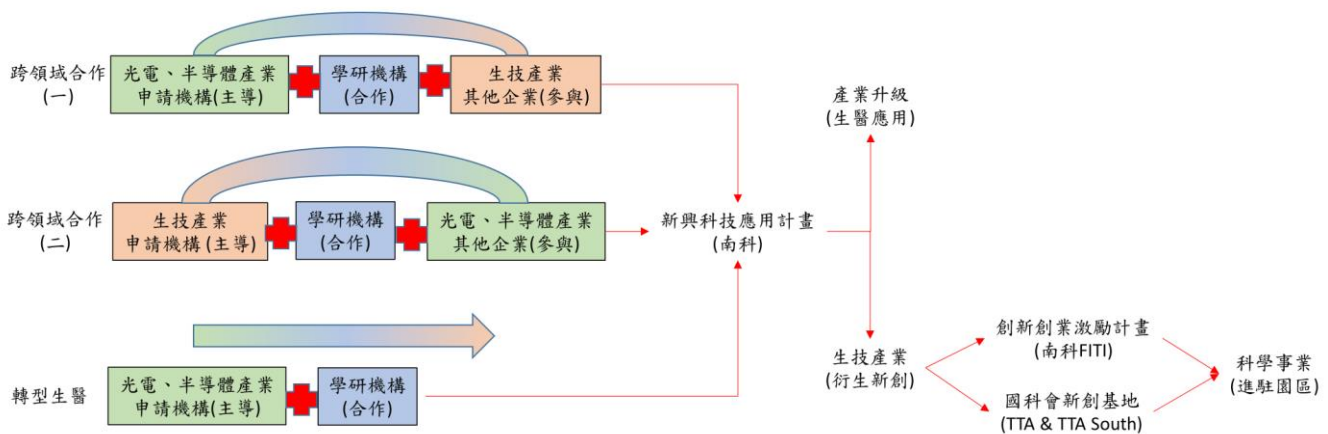 跨領域合作
(一)
光電、半導體產業
申請機構(主導)
學研機構
(合作)
生技產業
其他企業(參與)
跨領域合作
(二)
生技產業
申請機構(主導)
學研機構
(合作)
光電、半導體產業
其他企業(參與)
轉型生醫
光電、半導體產業
申請機構(主導)
學研機構
(合作)
新興科技應用計畫
(南科)
產業升級
(生醫應用)
生技產業
(衍生新創)
創新創業激勵計畫
(南科FITI)
國科會新創基地
(TTA & TTA South)
科學事業
(進駐園區)